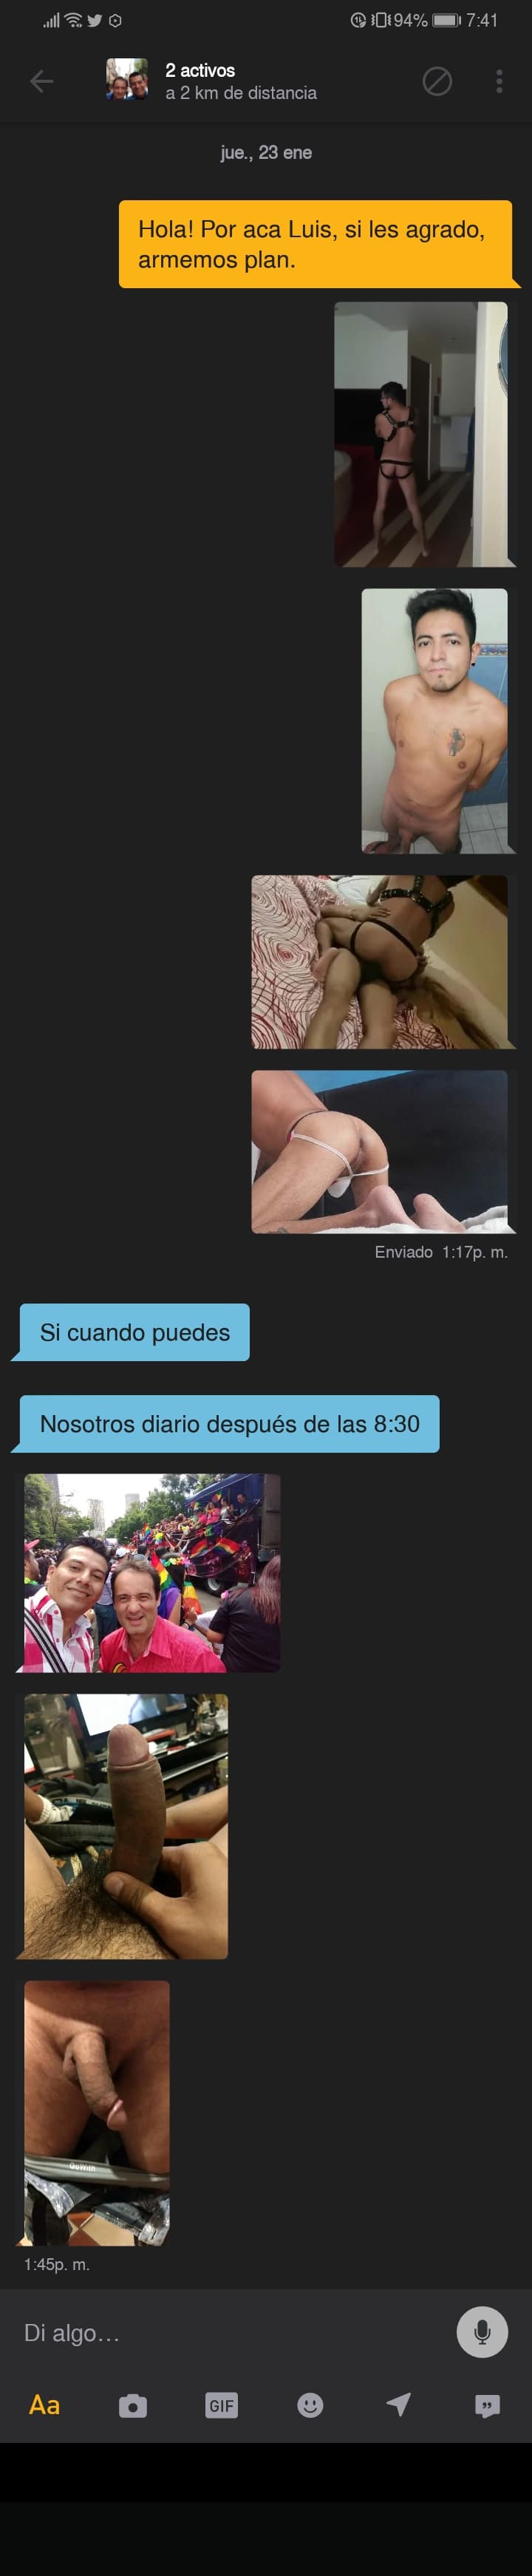 94% 7:41
2 activos
a 2 km de distancia
jue., 23 ene
Hola! Por aca Luis, si les agrado,
armemos plan.
Enviado 1:17p. m.
Si cuando puedes
Nosotros diario después de las 8:30
1:45p. m.
Di algo...
Aa
GIF